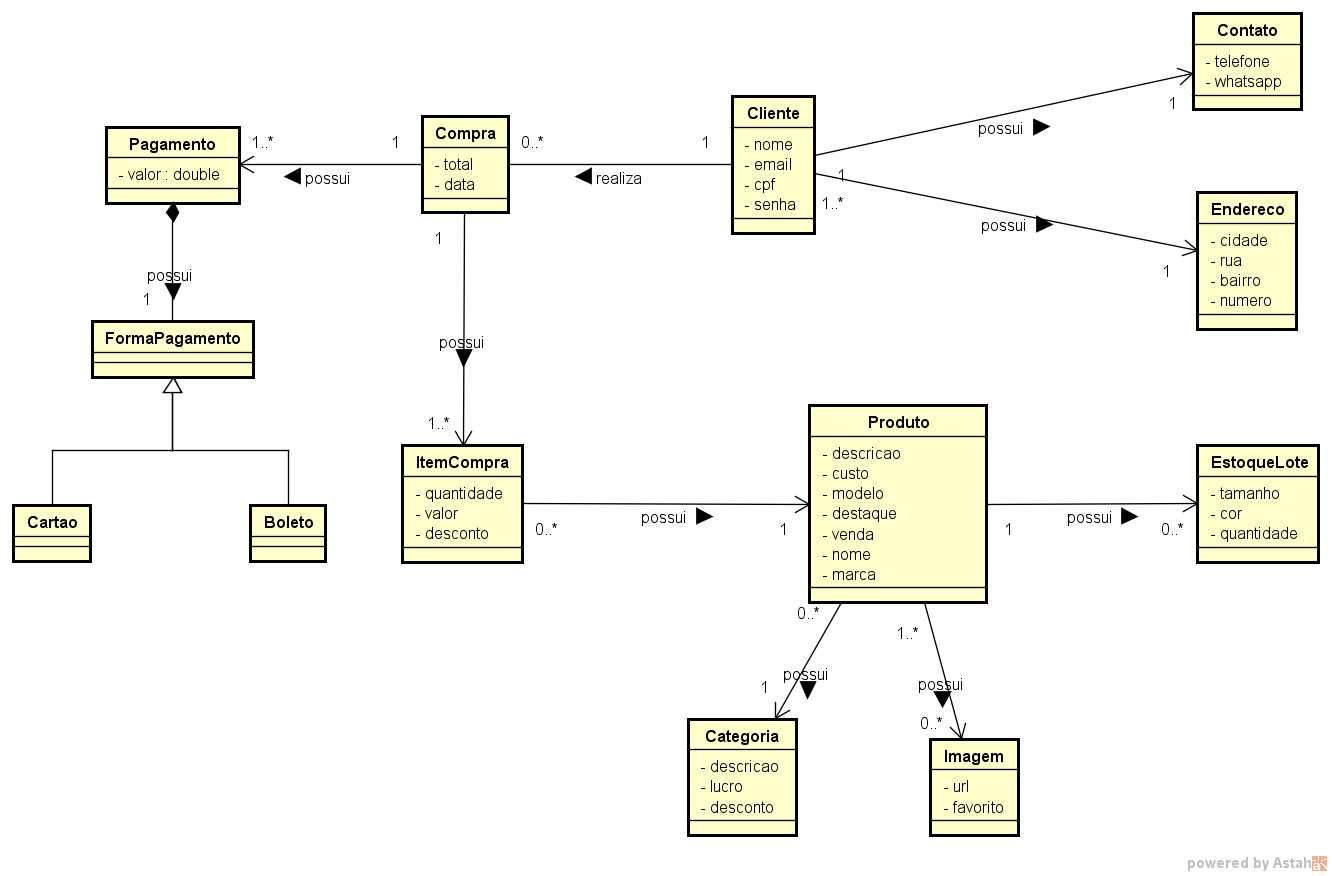 Contato
- telefone
- whatsapp
1
possui
Cliente
- nome
- email
- cpf
- senha
1
1..*
possui
1
Endereco
- cidade
- rua
- bairro
- numero
1
realiza
0..*
Compra
- total
- data
1
possui
1..*
Pagamento
- valor : double
possui
1
FormaPagamento
Cartao
Boleto
1
possui
1..*
ItemCompra
- quantidade
- valor
- desconto
0..*
possui
1
Produto
- descricao
- custo
- modelo
- destaque
- venda
- nome
- marca
1
possui
0..*
EstoqueLote
- tamanho
- cor
- quantidade
0..*
possui
1
Categoria
- descricao
- lucro
- desconto
1..*
possui
0..*
Imagem
- url
- favorito
powered by Astah